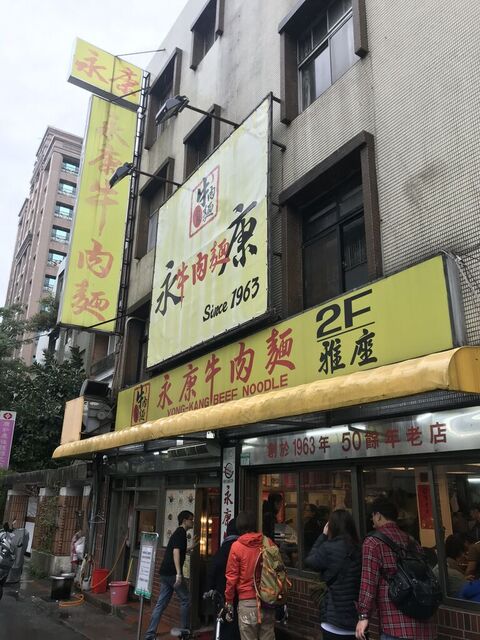 永康
永康牛肉麵
牛肉麵
永牛肉麵康
Since 1963
牛肉麵
永康牛肉麵
YONG-KANG BEEF NOODLE
2F
雅座
創於1963年 50餘年老店
永康